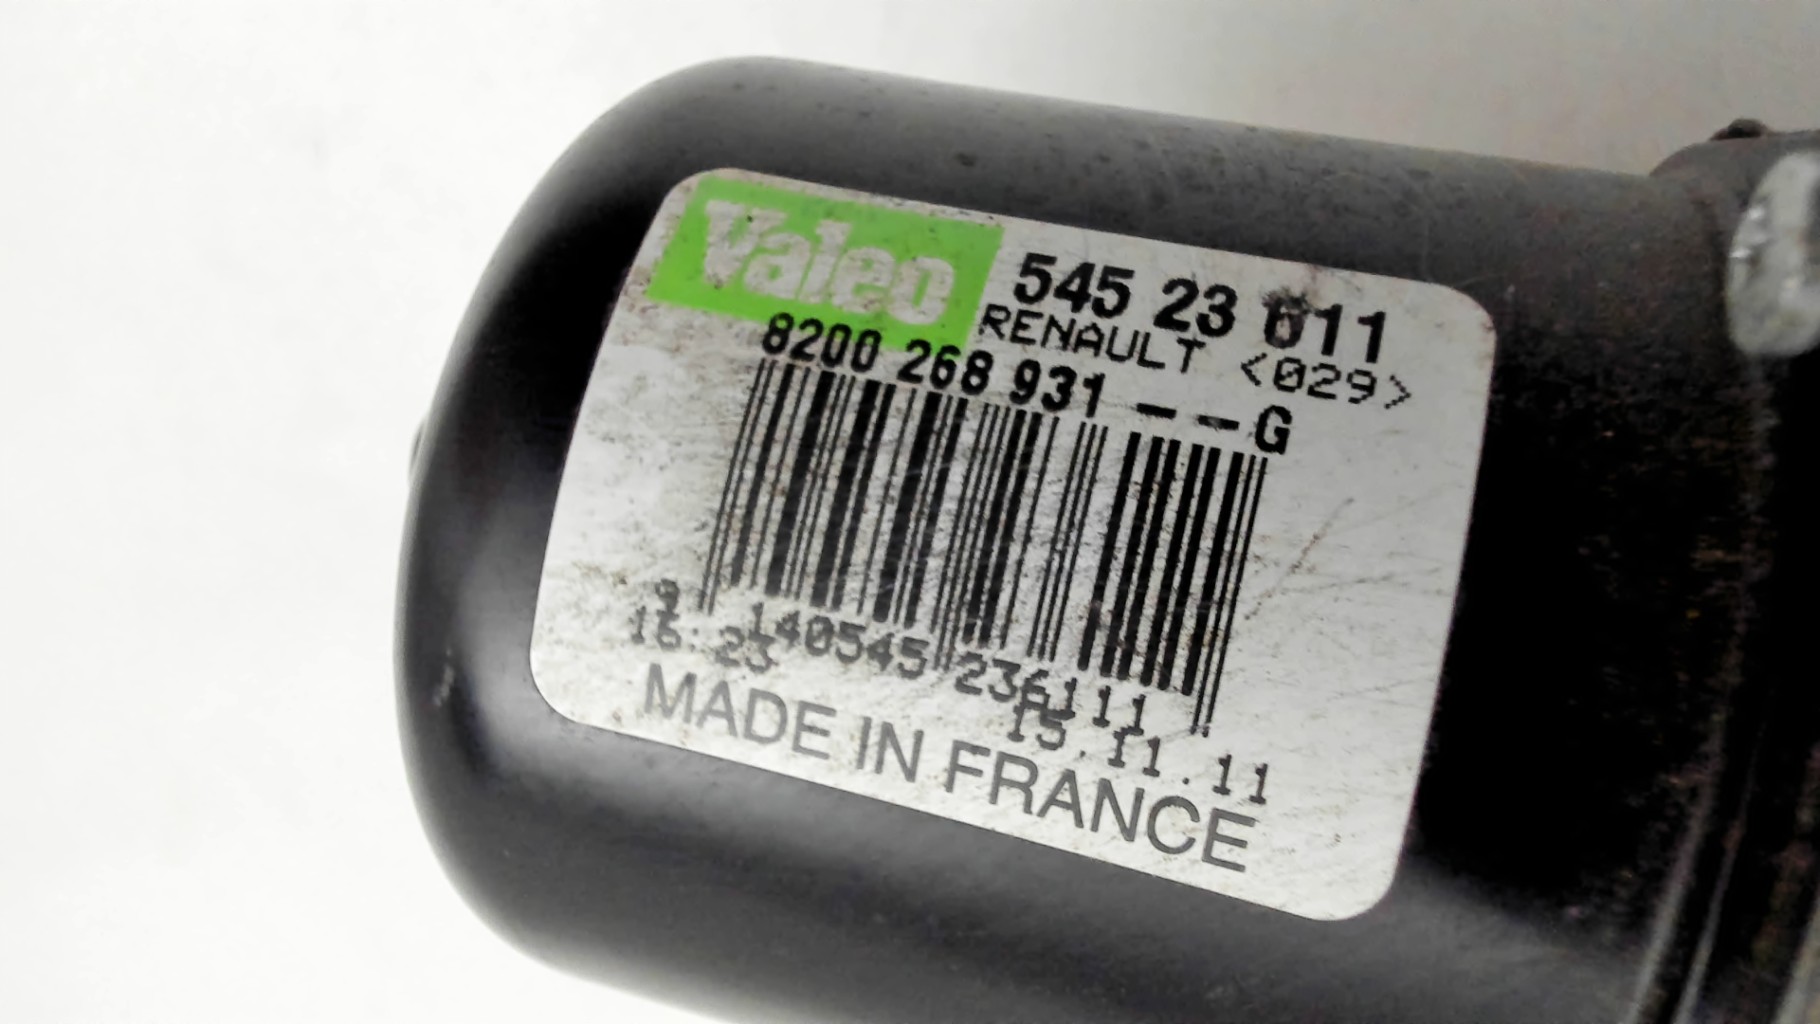 Valeo
545 23 611
RENAULT <029>
8200 268 931 -- G
9 140545 236111
16:23
15.11.11
MADE IN FRANCE